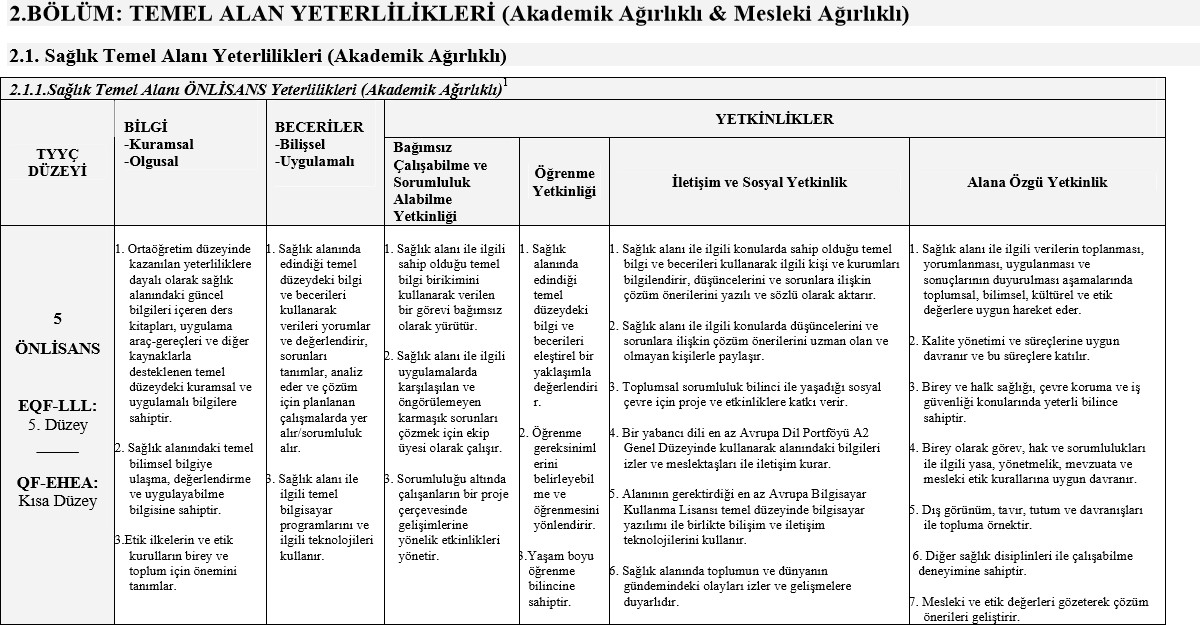 2.BÖLÜM: TEMEL ALAN YETERLİLİKLERİ (Akademik Ağırlıklı & Mesleki Ağırlıklı)
2.1. Sağlık Temel Alanı Yeterlilikleri (Akademik Ağırlıklı)
2.1.1.Sağlık Temel Alanı ÖNLİSANS Yeterlilikleri (Akademik Ağırlıklı)1
TYYÇ
DÜZEYİ
BİLGİ
-Kuramsal
-Olgusal
BECERİLER
-Bilişsel
-Uygulamalı
YETKİNLİKLER
Bağımsız
Çalışabilme ve
Sorumluluk
Alabilme
Yetkinliği
Öğrenme
Yetkinliği
İletişim ve Sosyal Yetkinlik
Alana Özgü Yetkinlik
5
ÖNLİSANS
EQF-LLL:
5. Düzey
______
QF-EHEA:
Kısa Düzey
1. Ortaöğretim düzeyinde
kazanılan yeterliliklere
dayalı olarak sağlık
alanındaki güncel
bilgileri içeren ders
kitapları, uygulama
araç-gereçleri ve diğer
kaynaklarla
desteklenen temel
düzeydeki kuramsal ve
uygulamalı bilgilere
sahiptir.
2. Sağlık alanındaki temel
bilimsel bilgiye
ulaşma, değerlendirme
ve uygulayabilme
bilgisine sahiptir.
3.Etik ilkelerin ve etik
kurulların birey ve
toplum için önemini
tanımlar.
1. Sağlık alanında
edindiği temel
düzeydeki bilgi
ve becerileri
kullanarak
verileri yorumlar
ve değerlendirir,
sorunları
tanımlar, analiz
eder ve çözüm
için planlanan
çalışmalarda yer
alır/sorumluluk
alır.
3. Sağlık alanı ile
ilgili temel
bilgisayar
programlarını ve
ilgili teknolojileri
kullanır.
1. Sağlık alanı ile ilgili
sahip olduğu temel
bilgi birikimini
kullanarak verilen
bir görevi bağımsız
olarak yürütür.
2. Sağlık alanı ile ilgili
uygulamalarda
karşılaşılan ve
öngörülemeyen
karmaşık sorunları
çözmek için ekip
üyesi olarak çalışır.
3. Sorumluluğu altında
çalışanların bir proje
çerçevesinde
gelişimlerine
yönelik etkinlikleri
yönetir.
1. Sağlık
alanında
edindiği
temel
düzeydeki
bilgi ve
becerileri
eleştirel bir
yaklaşımla
değerlendiri
r.
2. Öğrenme
gereksiniml
erini
belirleyebil
me ve
öğrenmesini
yönlendirir.
3.Yaşam boyu
öğrenme
bilincine
sahiptir.
1. Sağlık alanı ile ilgili konularda sahip olduğu temel
bilgi ve becerileri kullanarak ilgili kişi ve kurumları
bilgilendirir, düşüncelerini ve sorunlara ilişkin
çözüm önerilerini yazılı ve sözlü olarak aktarır.
2. Sağlık alanı ile ilgili konularda düşüncelerini ve
sorunlara ilişkin çözüm önerilerini uzman olan ve
olmayan kişilerle paylaşır.
3. Toplumsal sorumluluk bilinci ile yaşadığı sosyal
çevre için proje ve etkinliklere katkı verir.
4. Bir yabancı dili en az Avrupa Dil Portföyü A2
Genel Düzeyinde kullanarak alanındaki bilgileri
izler ve meslektaşları ile iletişim kurar.
5. Alanının gerektirdiği en az Avrupa Bilgisayar
Kullanma Lisansı temel düzeyinde bilgisayar
yazılımı ile birlikte bilişim ve iletişim
teknolojilerini kullanır.
6. Sağlık alanında toplumun ve dünyanın
gündemindeki olayları izler ve gelişmelere
duyarlıdır.
1. Sağlık alanı ile ilgili verilerin toplanması,
yorumlanması, uygulanması ve
sonuçlarının duyurulması aşamalarında
toplumsal, bilimsel, kültürel ve etik
değerlere uygun hareket eder.
2. Kalite yönetimi ve süreçlerine uygun
davranır ve bu süreçlere katılır.
3. Birey ve halk sağlığı, çevre koruma ve iş
güvenliği konularında yeterli bilince
sahiptir.
4. Birey olarak görev, hak ve sorumlulukları
ile ilgili yasa, yönetmelik, mevzuata ve
mesleki etik kurallarına uygun davranır.
5. Dış görünüm, tavır, tutum ve davranışları
ile topluma örnektir.
6. Diğer sağlık disiplinleri ile çalışabilme
deneyimine sahiptir.
7. Mesleki ve etik değerleri gözeterek çözüm
önerileri geliştirir.